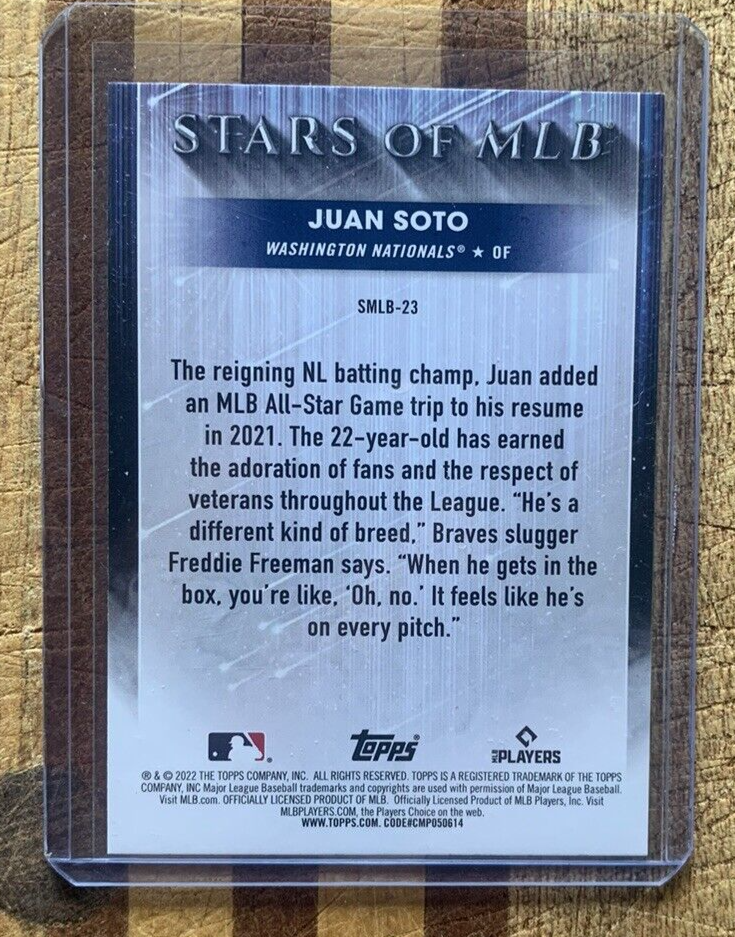 STARS OF MLB™
JUAN SOTO
WASHINGTON NATIONALS® ★ OF
SMLB-23
The reigning NL batting champ, Juan added
an MLB All-Star Game trip to his resume
in 2021. The 22-year-old has earned
the adoration of fans and the respect of
veterans throughout the League. “He’s a
different kind of breed,” Braves slugger
Freddie Freeman says. “When he gets in the
box, you’re like, ‘Oh, no.’ It feels like he’s
on every pitch.”
Topps® MLB PLAYERS
® & © 2022 THE TOPPS COMPANY, INC. ALL RIGHTS RESERVED. TOPPS IS A REGISTERED TRADEMARK OF THE TOPPS
COMPANY, INC Major League Baseball trademarks and copyrights are used with permission of Major League Baseball.
Visit MLB.com. OFFICIALLY LICENSED PRODUCT OF MLB. Officially Licensed Product of MLB Players, Inc. Visit
MLBPLAYERS.COM, the Players Choice on the web.
WWW.TOPPS.COM. CODE#CMP050614